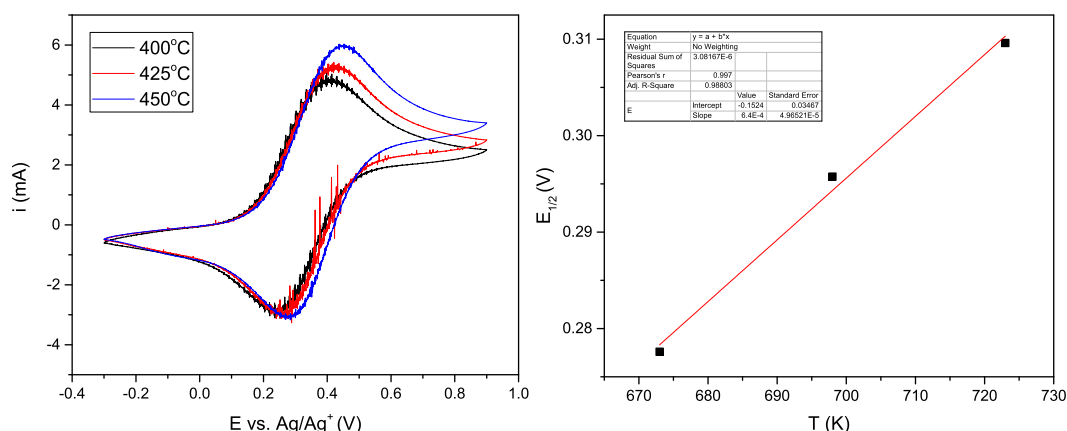 6
4
2
0
-2
-4
i (mA)
400°C
425°C
450°C
-0.4 -0.2 0.0 0.2 0.4 0.6 0.8 1.0
E vs. Ag/Ag⁺ (V)
0.31
0.30
0.29
0.28
E1/2 (V)
Equation y = a + b*x
Weight No Weighting
Residual Sum of Squares 3.08167E-6
Pearson's r 0.997
Adj. R-Square 0.98803
Value Standard Error
E Intercept -0.1524 0.03467
Slope 6.4E-4 4.96521E-5
670 680 690 700 710 720 730
T (K)